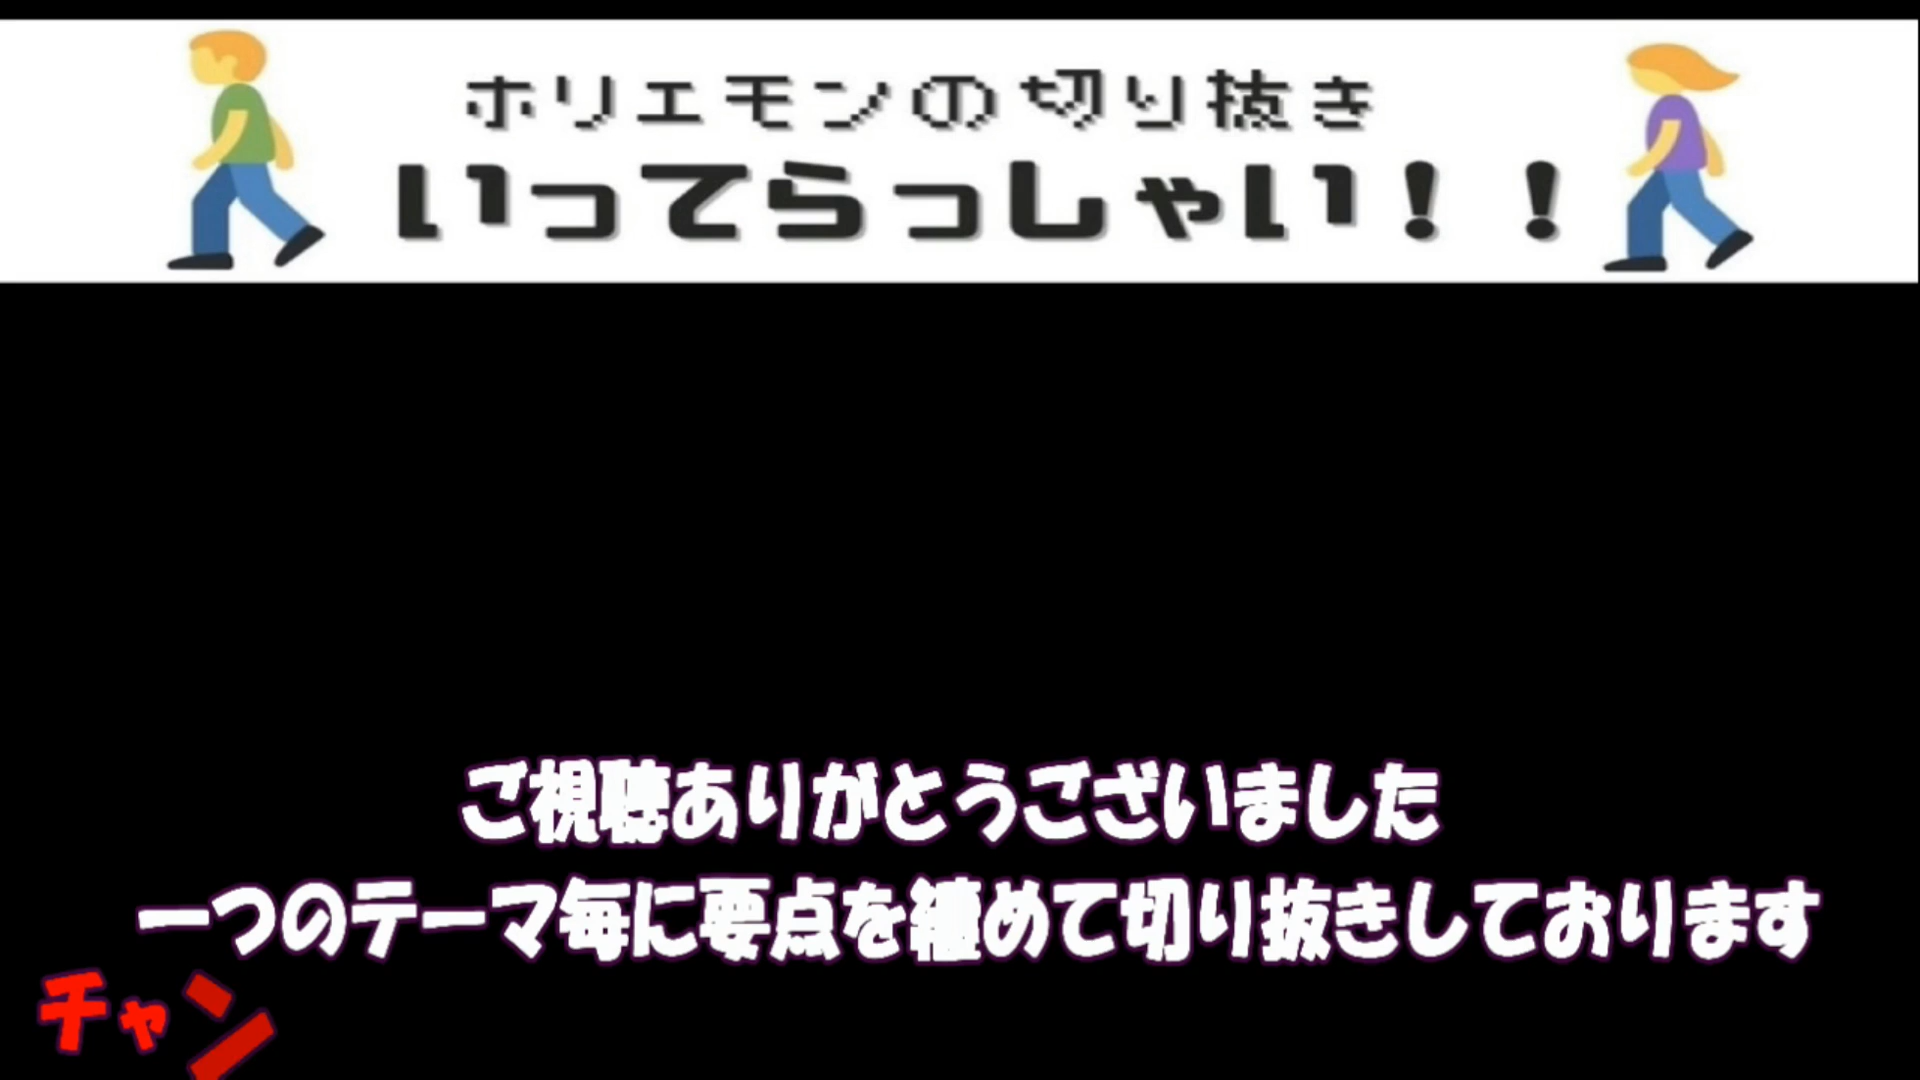 ホリエモンの切り抜き
いってらっしゃい！！
ご視聴ありがとうございました
一つのテーマ毎に要点を纏めて切り抜きしております
チャン